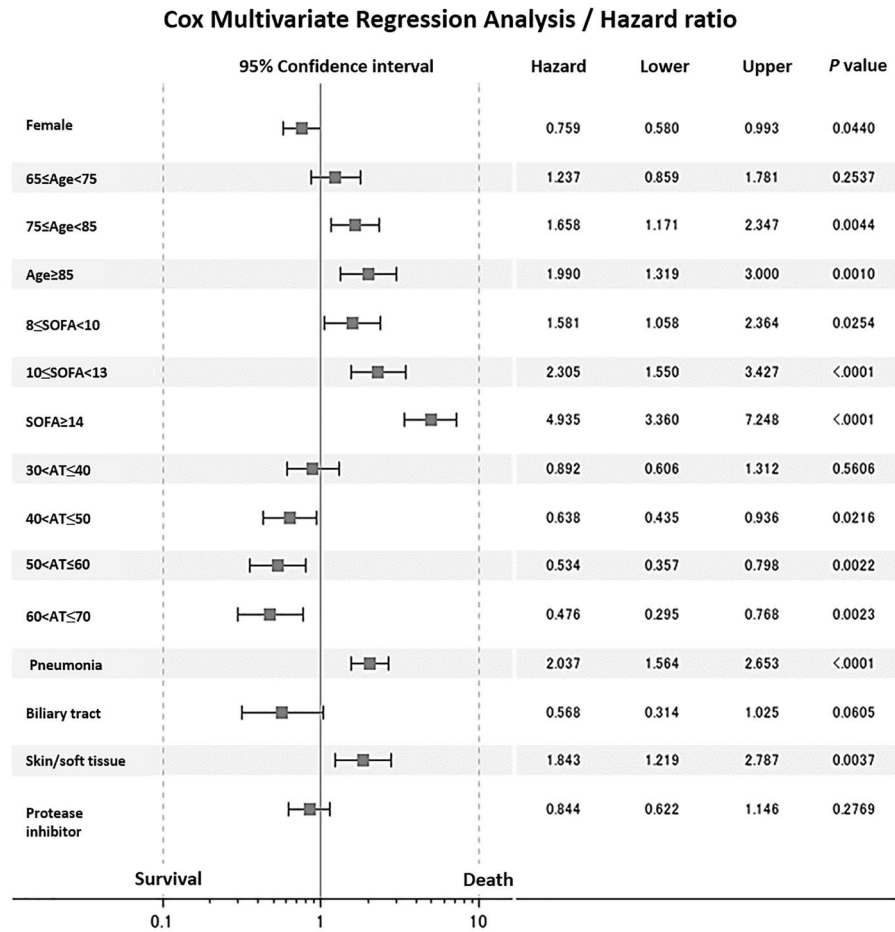 Cox Multivariate Regression Analysis / Hazard ratio
95% Confidence interval Hazard Lower Upper P value
Female 0.759 0.580 0.993 0.0440
65≤Age<75 1.237 0.859 1.781 0.2537
75≤Age<85 1.658 1.171 2.347 0.0044
Age≥85 1.990 1.319 3.000 0.0010
8≤SOFA<10 1.581 1.058 2.364 0.0254
10≤SOFA<13 2.305 1.550 3.427 <.0001
SOFA≥14 4.935 3.360 7.248 <.0001
30<AT≤40 0.892 0.606 1.312 0.5606
40<AT≤50 0.638 0.435 0.936 0.0216
50<AT≤60 0.534 0.357 0.798 0.0022
60<AT≤70 0.476 0.295 0.768 0.0023
Pneumonia 2.037 1.564 2.653 <.0001
Biliary tract 0.568 0.314 1.025 0.0605
Skin/soft tissue 1.843 1.219 2.787 0.0037
Protease 0.844 0.622 1.146 0.2769
inhibitor
Survival Death
0.1 1 10